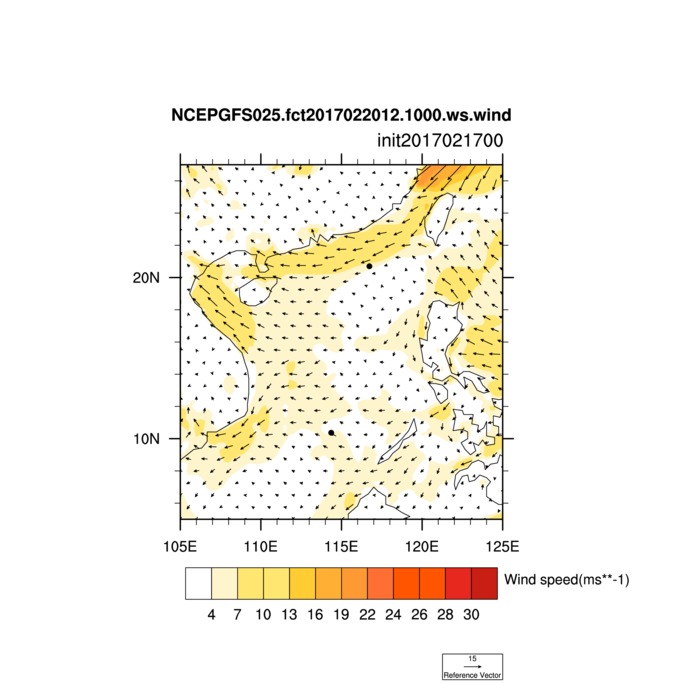 NCEPGFS025.fct2017022012.1000.ws.wind
init2017021700
20N
10N
105E 110E 115E 120E 125E
Wind speed(ms**-1)
4 7 10 13 16 19 22 24 26 28 30
15
Reference Vector